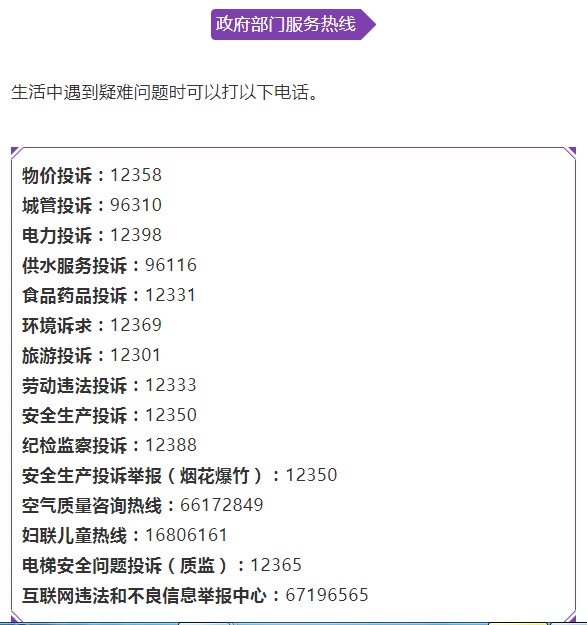 政府部门服务热线
生活中遇到疑难问题时可以打以下电话。
物价投诉：12358
城管投诉：96310
电力投诉：12398
供水服务投诉：96116
食品药品投诉：12331
环境诉求：12369
旅游投诉：12301
劳动违法投诉：12333
安全生产投诉：12350
纪检监察投诉：12388
安全生产投诉举报（烟花爆竹）：12350
空气质量咨询热线：66172849
妇联儿童热线：16806161
电梯安全问题投诉（质监）：12365
互联网违法和不良信息举报中心：67196565